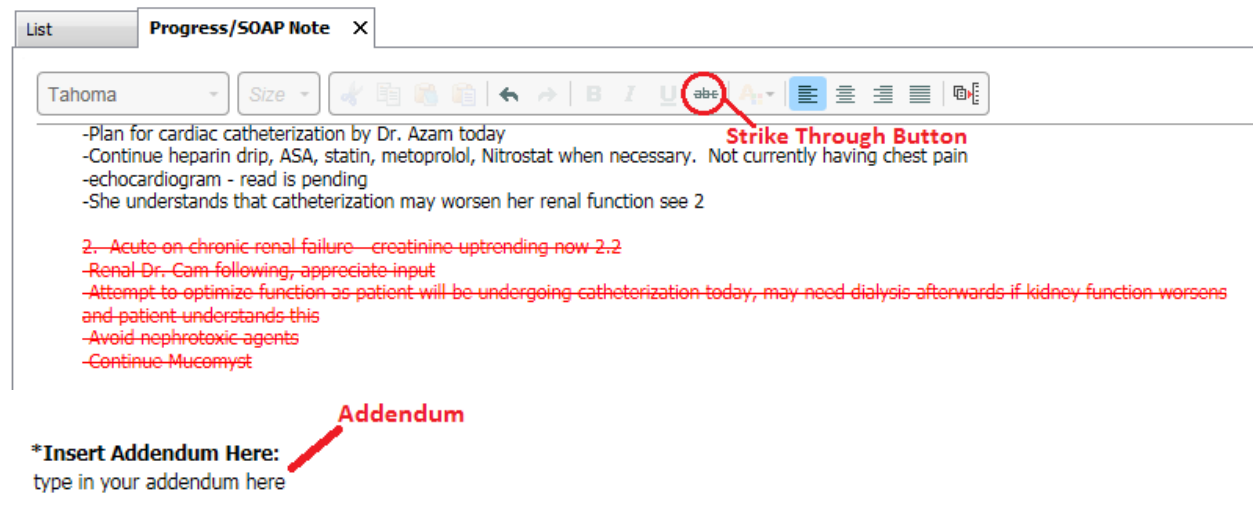 List
Progress/SOAP Note X
Tahoma Size B I U abc A
Strike Through Button
-Plan for cardiac catheterization by Dr. Azam today
-Continue heparin drip, ASA, statin, metoprolol, Nitrostat when necessary.  Not currently having chest pain
-echocardiogram - read is pending
-She understands that catheterization may worsen her renal function see 2
2.  Acute on chronic renal failure - creatinine uptrending now 2.2
-Renal Dr. Cam following, appreciate input
-Attempt to optimize function as patient will be undergoing catheterization today, may need dialysis afterwards if kidney function worsens
and patient understands this
-Avoid nephrotoxic agents
-Continue Mucomyst
Addendum
*Insert Addendum Here:
type in your addendum here